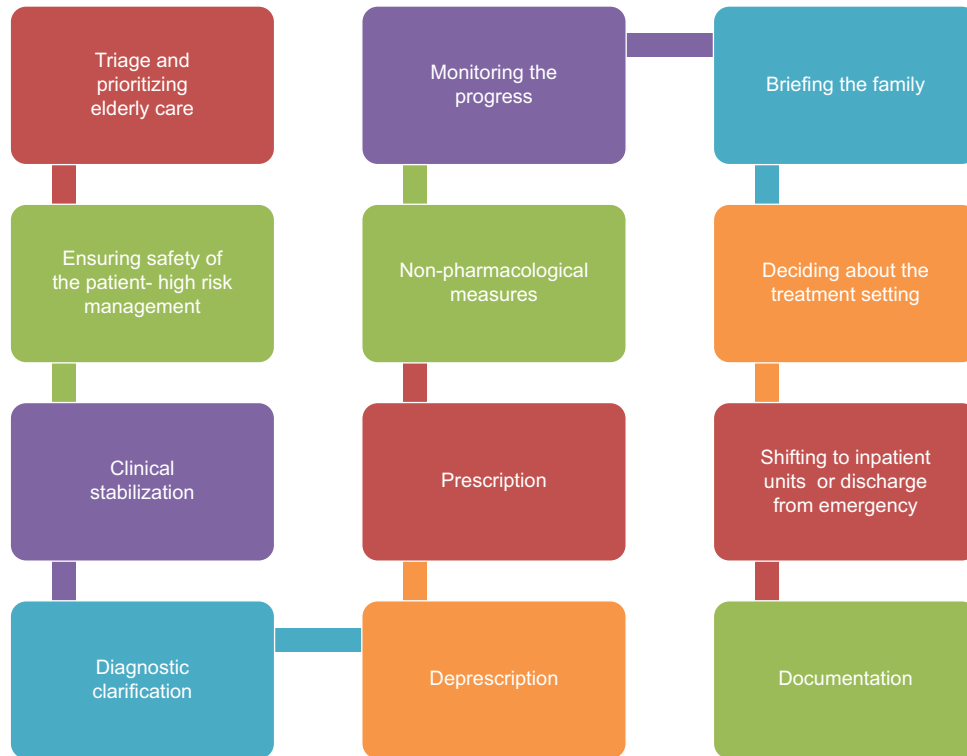 Triage and
prioritizing
elderly care
Ensuring safety of
the patient- high risk
management
Clinical
stabilization
Diagnostic
clarification
Deprescription
Prescription
Non-pharmacological
measures
Monitoring the
progress
Briefing the family
Deciding about the
treatment setting
Shifting to inpatient
units or discharge
from emergency
Documentation